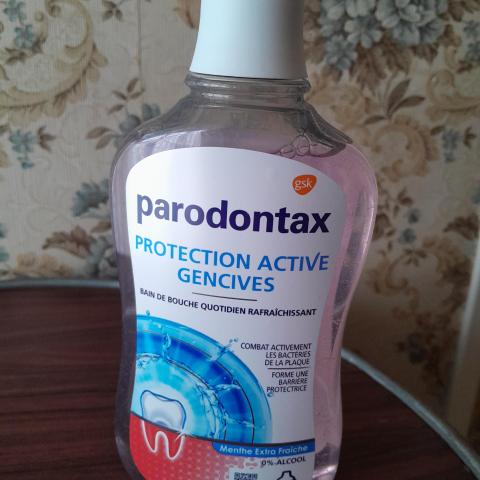 gsk
parodontax
PROTECTION ACTIVE
GENCIVES
BAIN DE BOUCHE QUOTIDIEN RAFRAÎCHISSANT
COMBAT ACTIVEMENT
LES BACTÉRIES
DE LA PLAQUE
FORME UNE
BARRIÈRE
PROTECTRICE
Menthe Extra Fraîche
0% ALCOOL